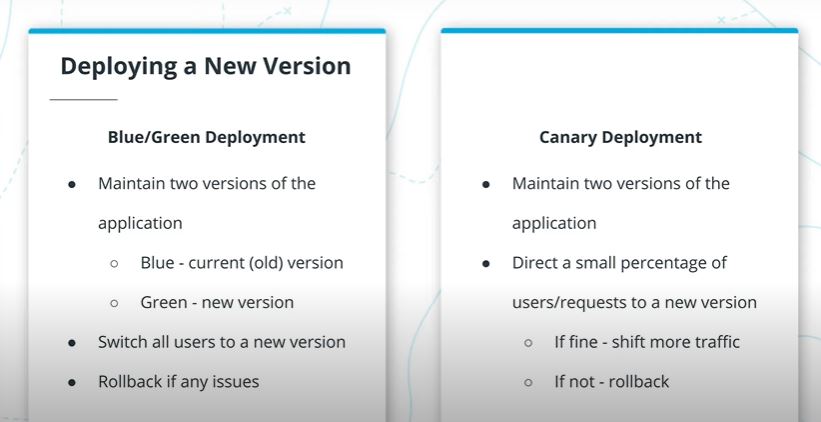 Deploying a New Version
Blue/Green Deployment
● Maintain two versions of the
application
○ Blue - current (old) version
○ Green - new version
● Switch all users to a new version
● Rollback if any issues
Canary Deployment
● Maintain two versions of the
application
● Direct a small percentage of
users/requests to a new version
○ If fine - shift more traffic
○ If not - rollback